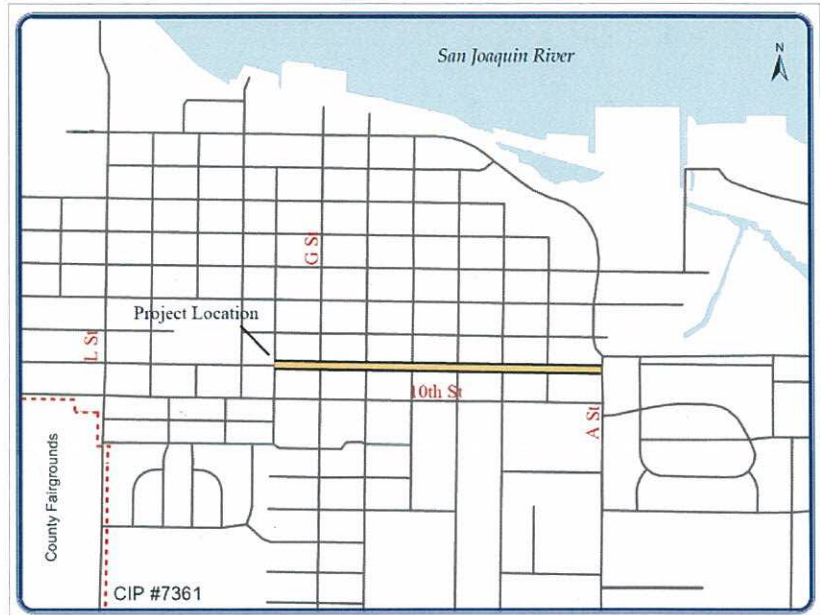 San Joaquin River
N
G St
Project Location
L St
10th St
A St
County Fairgrounds
CIP #7361